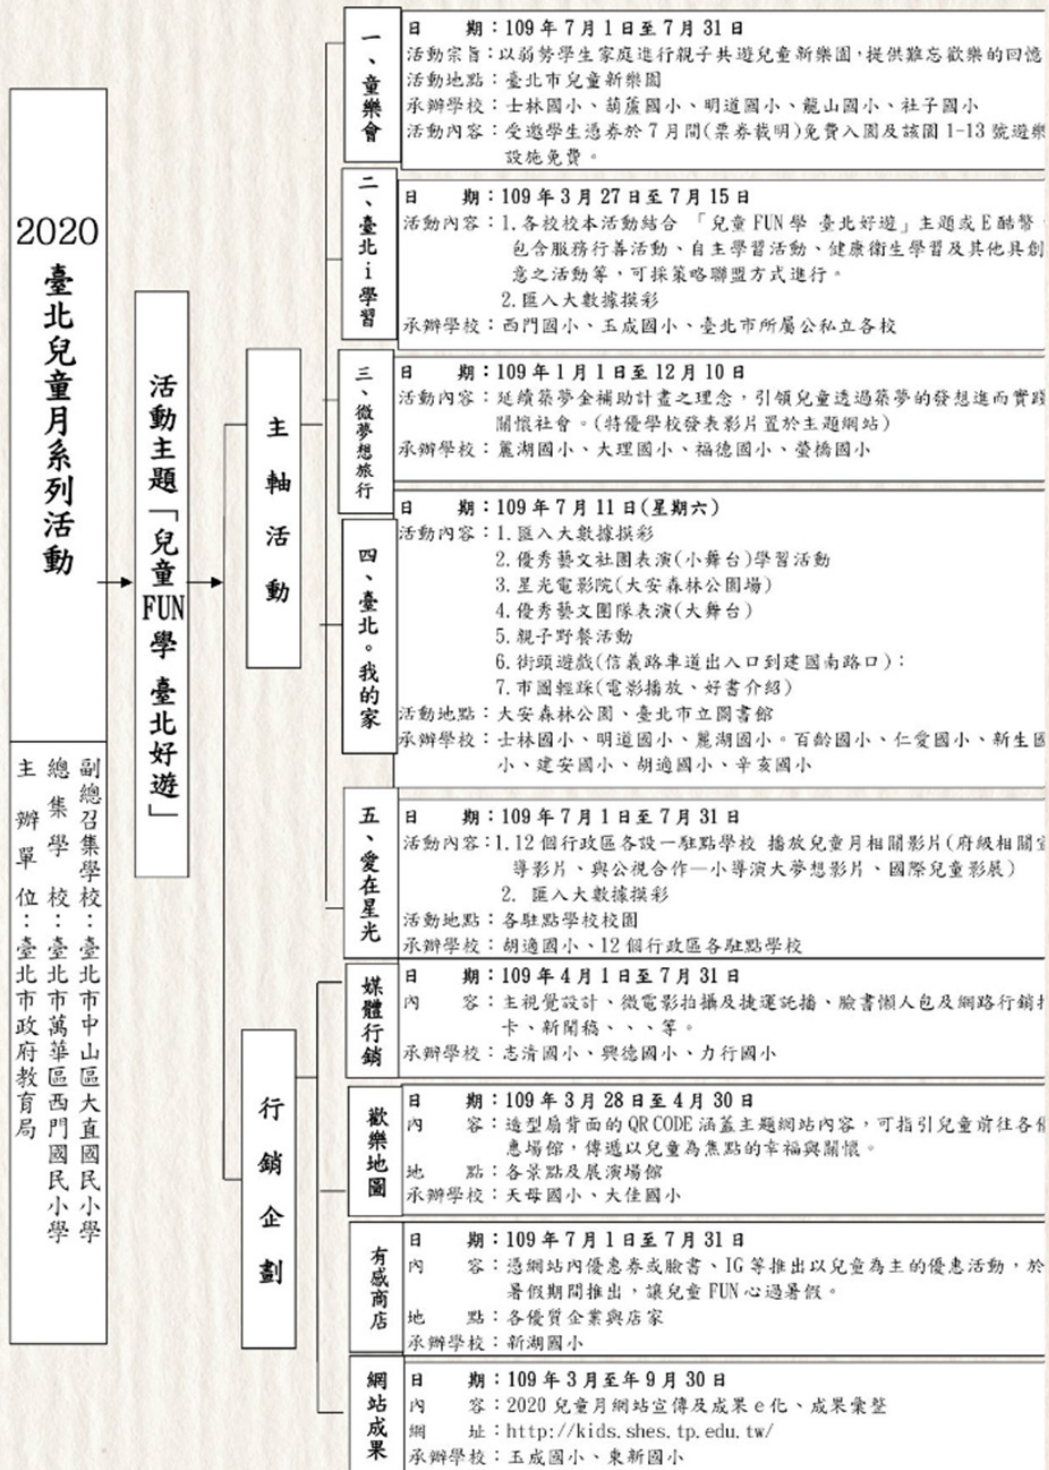 2020
臺北兒童月系列活動
主辦單位：臺北市政府教育局
總集學校：臺北市萬華區西門國民小學
副總召集學校：臺北市中山區大直國民小學
活動主題「兒童FUN學 臺北好遊」
主軸活動
一、童樂會
日 期：109年7月1日至7月31日
活動宗旨：以弱勢學生家庭進行親子共遊兒童新樂園，提供難忘歡樂的回憶
活動地點：臺北市兒童新樂園
承辦學校：士林國小、葫蘆國小、明道國小、龍山國小、社子國小
活動內容：受邀學生憑券於7月間(票券載明)免費入園及該園1-13號遊樂
設施免費。
二、臺北i學習
日 期：109年3月27日至7月15日
活動內容：1.各校校本活動結合 「兒童FUN學 臺北好遊」主題或E酷幣
包含服務行善活動、自主學習活動、健康衛生學習及其他具創
意之活動等，可採策略聯盟方式進行。
2.匯入大數據摸彩
承辦學校：西門國小、玉成國小、臺北市所屬公私立各校
三、微夢想旅行
日 期：109年1月1日至12月10日
活動內容：延續築夢金補助計畫之理念，引領兒童透過築夢的發想進而實踐
關懷社會。(特優學校發表影片置於主題網站)
承辦學校：麗湖國小、大理國小、福德國小、螢橋國小
四、臺北。我的家
日 期：109年7月11日(星期六)
活動內容：1.匯入大數據摸彩
2.優秀藝文社團表演(小舞台)學習活動
3.星光電影院(大安森林公園場)
4.優秀藝文團隊表演(大舞台)
5.親子野餐活動
6.街頭遊戲(信義路車道出入口到建國南路口)：
7.市圖輕踩(電影播放、好書介紹)
活動地點：大安森林公園、臺北市立圖書館
承辦學校：士林國小、明道國小、麗湖國小。百齡國小、仁愛國小、新生國
小、建安國小、胡適國小、辛亥國小
五、愛在星光
日 期：109年7月1日至7月31日
活動內容：1.12個行政區各設一駐點學校 播放兒童月相關影片(府級相關宣
導影片、與公視合作—小導演大夢想影片、國際兒童影展)
2. 匯入大數據摸彩
活動地點：各駐點學校校園
承辦學校：胡適國小、12個行政區各駐點學校
行銷企劃
媒體行銷
日 期：109年4月1日至7月31日
內 容：主視覺設計、微電影拍攝及捷運託播、臉書懶人包及網路行銷打
卡、新聞稿、、、等。
承辦學校：志清國小、興德國小、力行國小
歡樂地圖
日 期：109年3月28日至4月30日
內 容：造型扇背面的QR CODE涵蓋主題網站內容，可指引兒童前往各優
惠場館，傳遞以兒童為焦點的幸福與關懷。
地 點：各景點及展演場館
承辦學校：天母國小、大佳國小
有感商店
日 期：109年7月1日至7月31日
內 容：憑網站內優惠券或臉書、IG等推出以兒童為主的優惠活動，於
暑假期間推出，讓兒童FUN心過暑假。
地 點：各優質企業與店家
承辦學校：新湖國小
網站成果
日 期：109年3月至年9月30日
內 容：2020兒童月網站宣傳及成果e化、成果彙整
網 址：http://kids.shes.tp.edu.tw/
承辦學校：玉成國小、東新國小